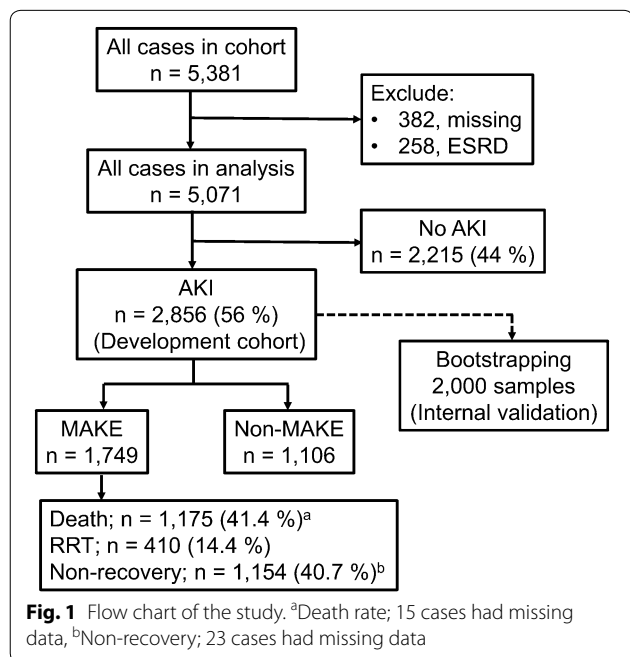 All cases in cohort
n = 5,381
Exclude:
• 382, missing
• 258, ESRD
All cases in analysis
n = 5,071
No AKI
n = 2,215 (44 %)
AKI
n = 2,856 (56 %)
(Development cohort)
Bootstrapping
2,000 samples
(Internal validation)
MAKE
n = 1,749
Non-MAKE
n = 1,106
Death; n = 1,175 (41.4 %)a
RRT; n = 410 (14.4 %)
Non-recovery; n = 1,154 (40.7 %)b
Fig. 1 Flow chart of the study. aDeath rate; 15 cases had missing
data, bNon-recovery; 23 cases had missing data